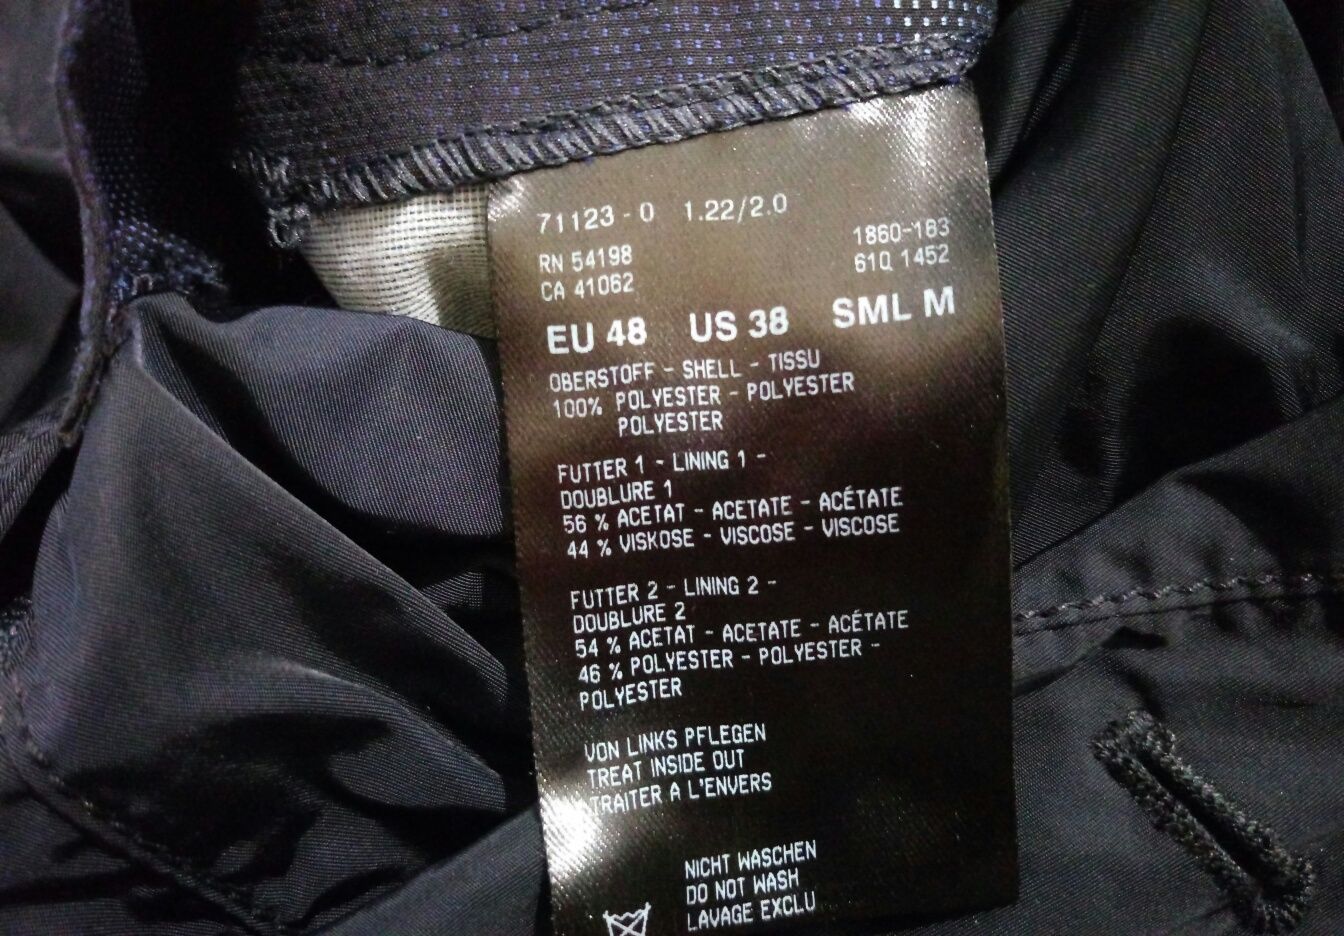 71123 - 0 1.22/2.0
RN 54198 1860-183
CA 41062 61Q 1452
EU 48 US 38 SML M
OBERSTOFF - SHELL - TISSU
100% POLYESTER - POLYESTER
POLYESTER
FUTTER 1 - LINING 1 -
DOUBLURE 1
56 % ACETAT - ACETATE - ACÉTATE
44 % VISKOSE - VISCOSE - VISCOSE
FUTTER 2 - LINING 2 -
DOUBLURE 2
54 % ACETAT - ACETATE - ACÉTATE
46 % POLYESTER - POLYESTER -
POLYESTER
VON LINKS PFLEGEN
TREAT INSIDE OUT
TRAITER A L'ENVERS
NICHT WASCHEN
DO NOT WASH
LAVAGE EXCLU